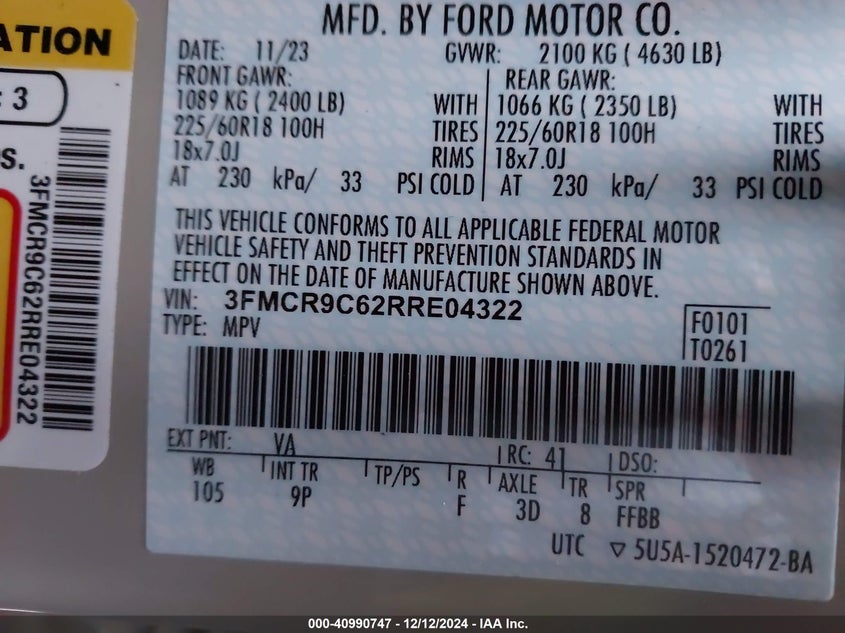 ATION
: 3
s.
3FMCR9C62RRE04322
MFD. BY FORD MOTOR CO.
DATE: 11/23 GVWR: 2100 KG ( 4630 LB)
FRONT GAWR: REAR GAWR:
1089 KG ( 2400 LB) WITH 1066 KG ( 2350 LB) WITH
225/60R18 100H TIRES 225/60R18 100H TIRES
18x7.0J RIMS 18x7.0J RIMS
AT 230 kPa/ 33 PSI COLD AT 230 kPa/ 33 PSI COLD
THIS VEHICLE CONFORMS TO ALL APPLICABLE FEDERAL MOTOR
VEHICLE SAFETY AND THEFT PREVENTION STANDARDS IN
EFFECT ON THE DATE OF MANUFACTURE SHOWN ABOVE.
VIN: 3FMCR9C62RRE04322
TYPE: MPV
F0101
T0261
EXT PNT: VA RC: 41 DSO:
WB INT TR TP/PS R AXLE TR SPR
105 9P F 3D 8 FFBB
UTC ▽ 5U5A-1520472-BA
000-40990747 - 12/12/2024 - IAA Inc.